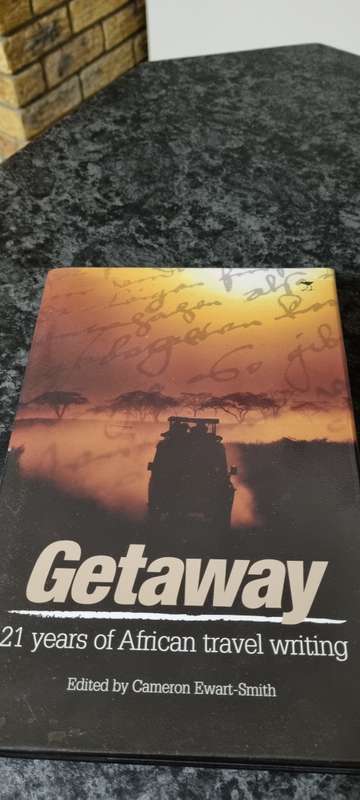 Getaway
21 years of African travel writing
Edited by Cameron Ewart-Smith